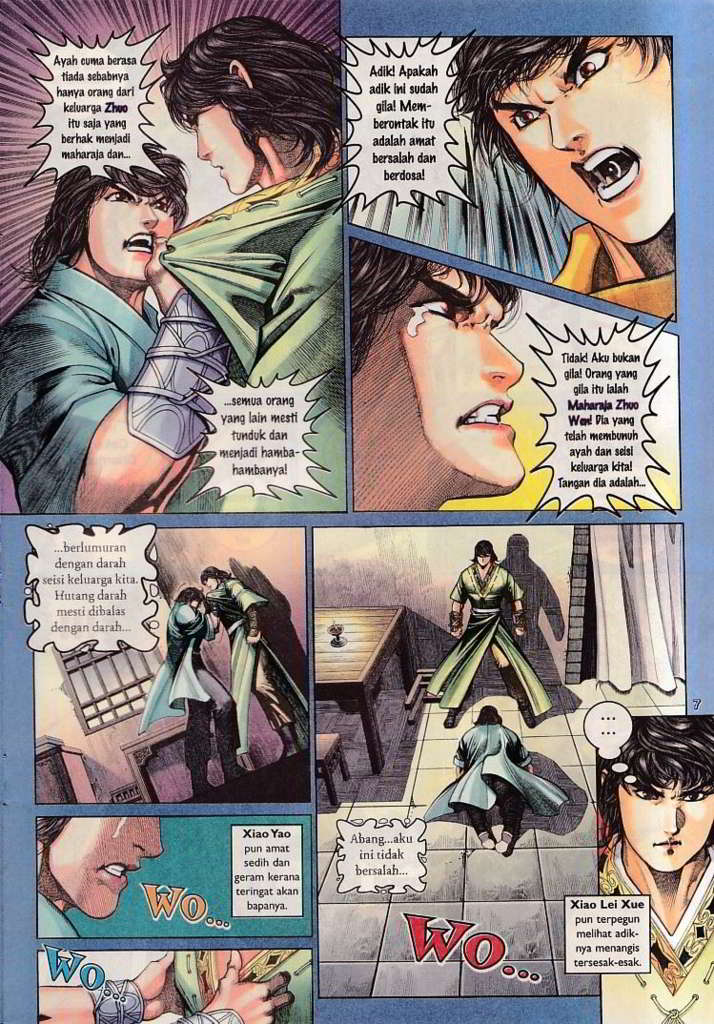 Ayah cuma berasa
tiada sebabnya
hanya orang dari
keluarga Zhuo
itu saja yang
berhak menjadi
maharaja dan...
...semua orang
yang lain mesti
tunduk dan
menjadi hamba-
hambanya!
Adik! Apakah
adik ini sudah
gila! Mem-
berontak itu
adalah amat
bersalah dan
berdosa!
Tidak! Aku bukan
gila! Orang yang
gila itu ialah
Maharaja Zhuo
Wen! Dia yang
telah membunuh
ayah dan seisi
keluarga kita!
Tangan dia adalah...
...berlumuran
dengan darah
seisi keluarga kita.
Hutang darah
mesti dibalas
dengan darah...
Xiao Yao
pun amat
sedih dan
geram kerana
teringat akan
bapanya.
Wo...
Wo...
Abang...aku
ini tidak
bersalah...
Wo...
7
...
...
Xiao Lei Xue
pun terpegun
melihat adik-
nya menangis
tersesak-esak.